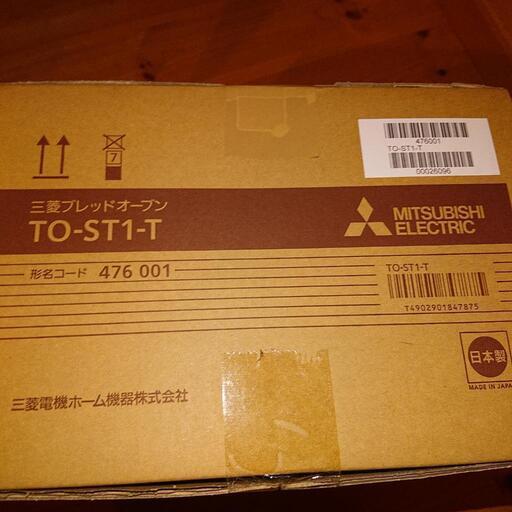 476001
TO-ST1-T
00026096
7
三菱ブレッドオーブン
TO-ST1-T
MITSUBISHI
ELECTRIC
形名コード 476 001
TO-ST1-T
T4902901847875
日本製
MADE IN JAPAN
三菱電機ホーム機器株式会社